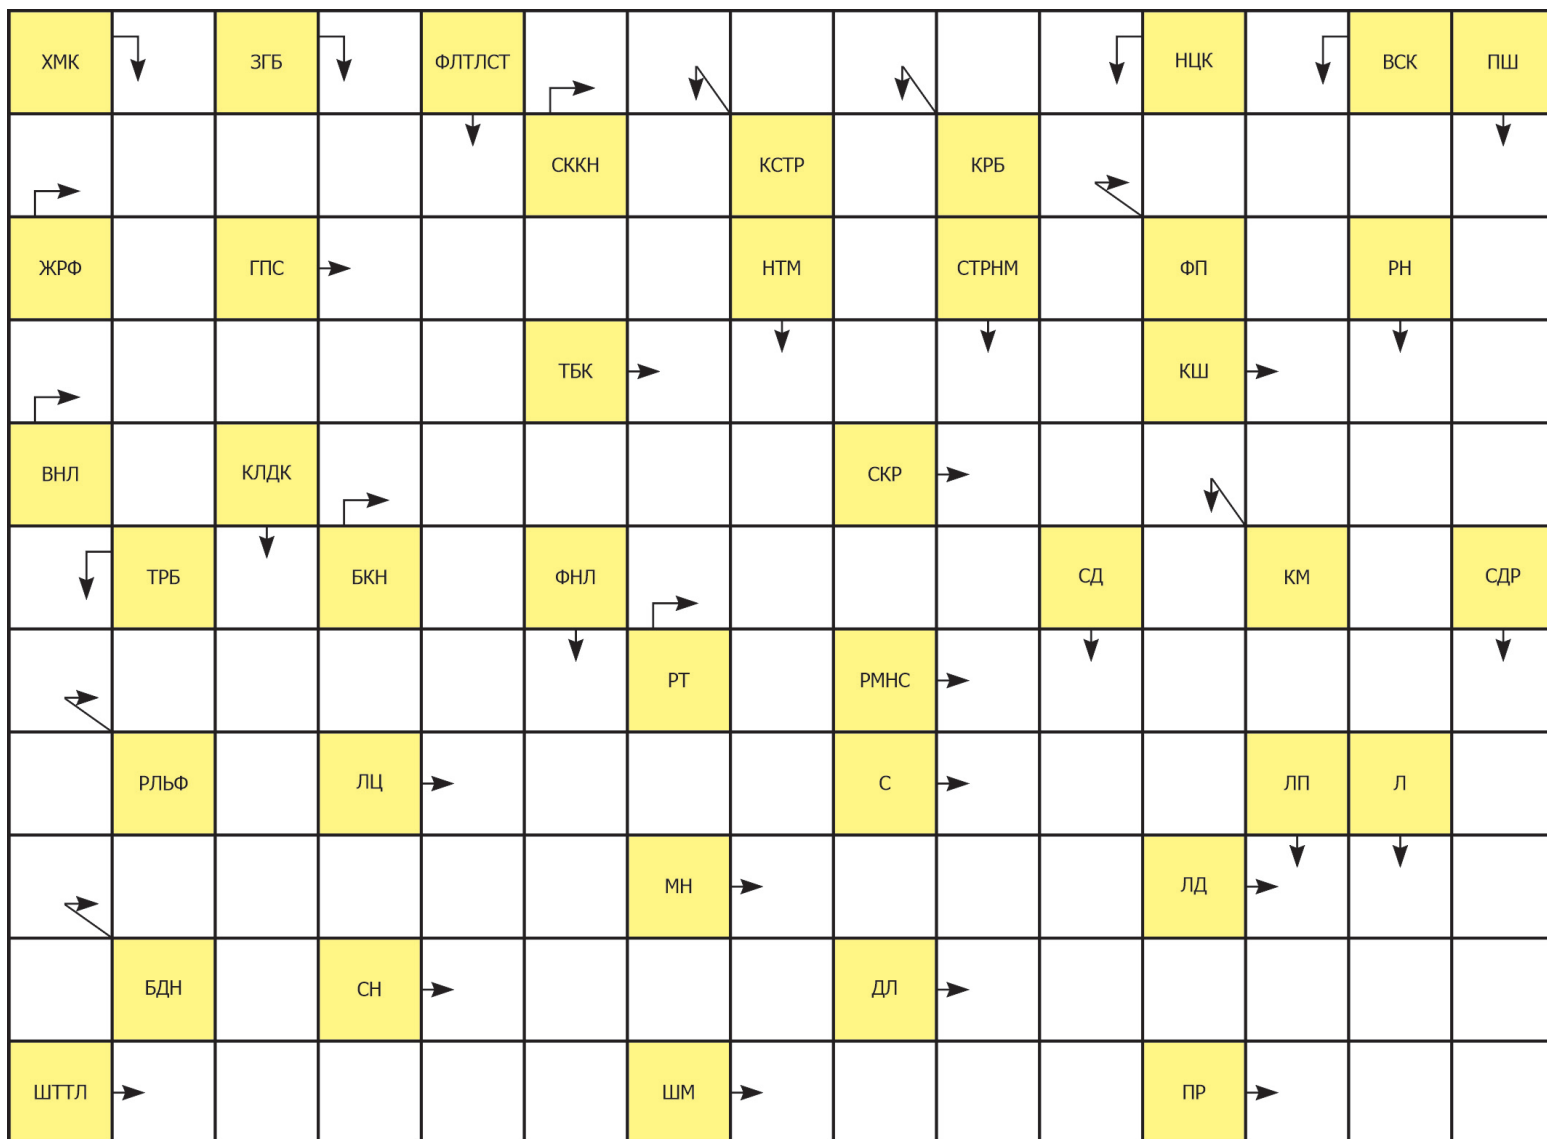 ХМК ЗГБ ФЛТЛСТ НЦК ВСК ПШ
СККН КСТР КРБ
ЖРФ ГПС НТМ СТРНМ ФП РН
ТБК КШ
ВНЛ КЛДК СКР
ТРБ БКН ФНЛ СД КМ СДР
РТ РМНС
РЛЬФ ЛЦ С ЛП Л
МН ЛД
БДН СН ДЛ
ШТТЛ ШМ ПР